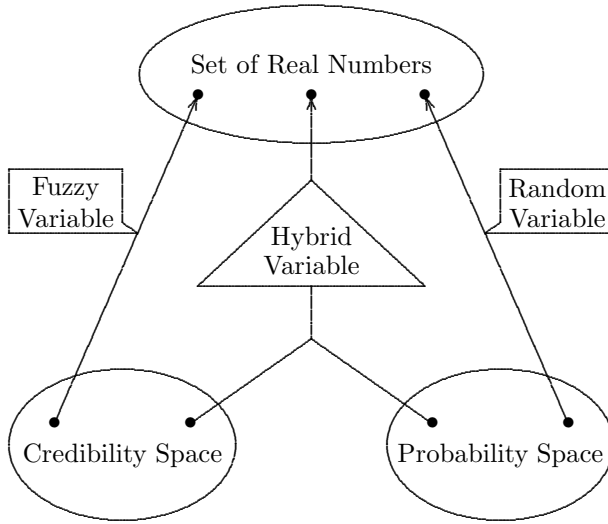 Set of Real Numbers
Fuzzy
Variable
Random
Variable
Hybrid
Variable
Credibility Space
Probability Space